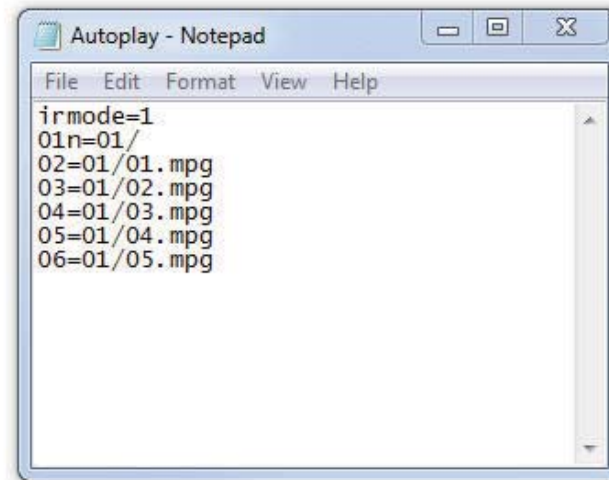 Autoplay - Notepad
File Edit Format View Help
irmode=1
01n=01/
02=01/01.mpg
03=01/02.mpg
04=01/03.mpg
05=01/04.mpg
06=01/05.mpg